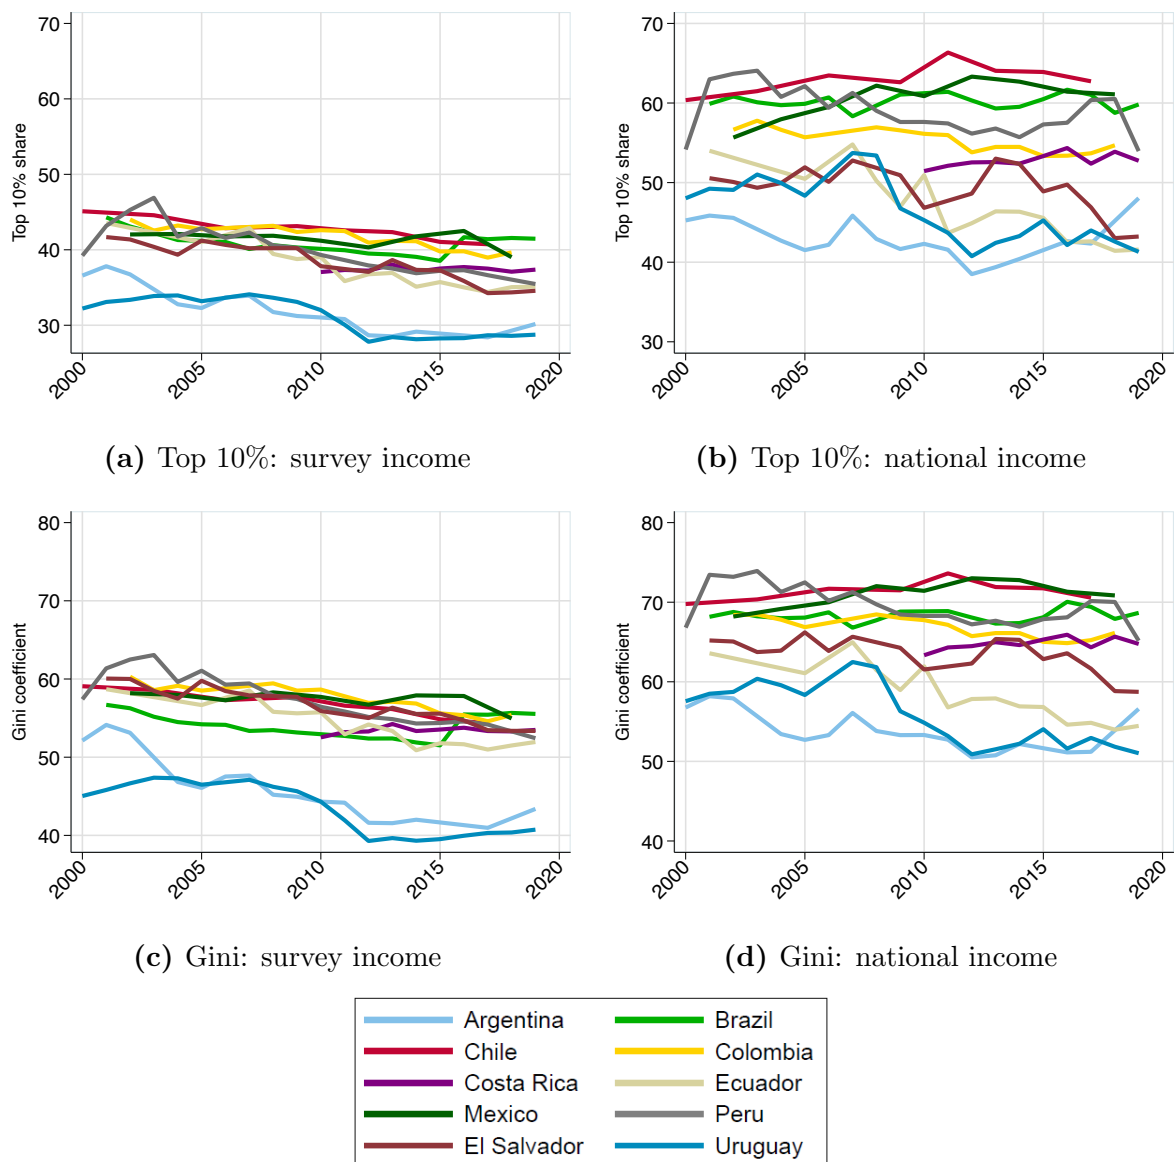 Top 10% share
70
60
50
40
30
2000
2005
2010
2015
2020
(a) Top 10%: survey income
Top 10% share
70
60
50
40
30
2000
2005
2010
2015
2020
(b) Top 10%: national income
Gini coefficient
80
70
60
50
40
2000
2005
2010
2015
2020
(c) Gini: survey income
Gini coefficient
80
70
60
50
40
2000
2005
2010
2015
2020
(d) Gini: national income
Argentina
Brazil
Chile
Colombia
Costa Rica
Ecuador
Mexico
Peru
El Salvador
Uruguay